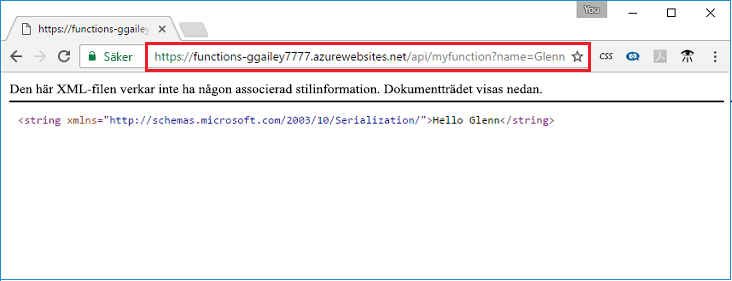 You
https://functions-ggailey
Säker
https://functions-ggailey7777.azurewebsites.net/api/myfunction?name=Glenn
CSS
Den här XML-filen verkar inte ha någon associerad stilinformation. Dokumentträdet visas nedan.
<string xmlns="http://schemas.microsoft.com/2003/10/Serialization/">Hello Glenn</string>